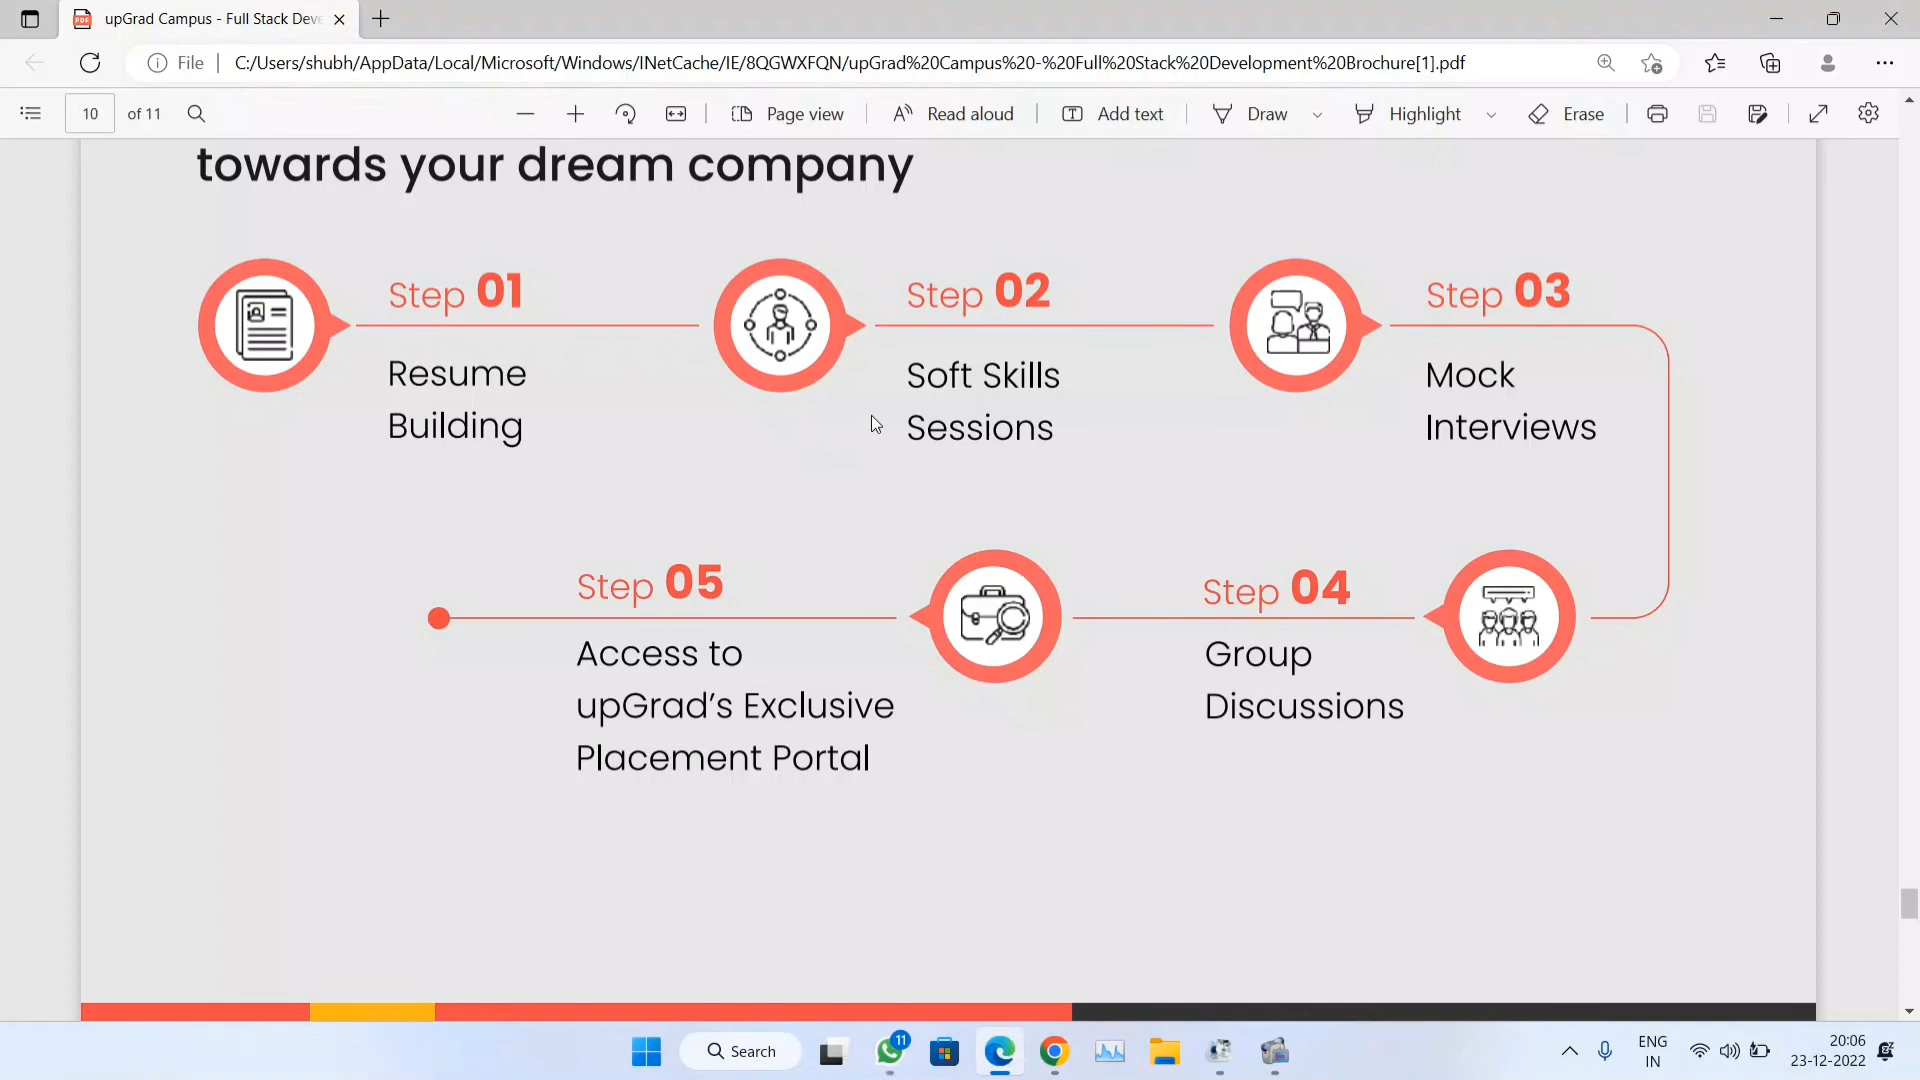 upGrad Campus - Full Stack Deve
File
C:/Users/shubh/AppData/Local/Microsoft/Windows/INetCache/IE/8QGWXFQN/upGrad%20Campus%20-%20Full%20Stack%20Development%20Brochure[1].pdf
10 of 11
Page view
Read aloud
Add text
Draw
Highlight
Erase
towards your dream company
Step 01
Resume
Building
Step 02
Soft Skills
Sessions
Step 03
Mock
Interviews
Step 04
Group
Discussions
Step 05
Access to
upGrad's Exclusive
Placement Portal
Search
11
ENG
IN
20:06
23-12-2022